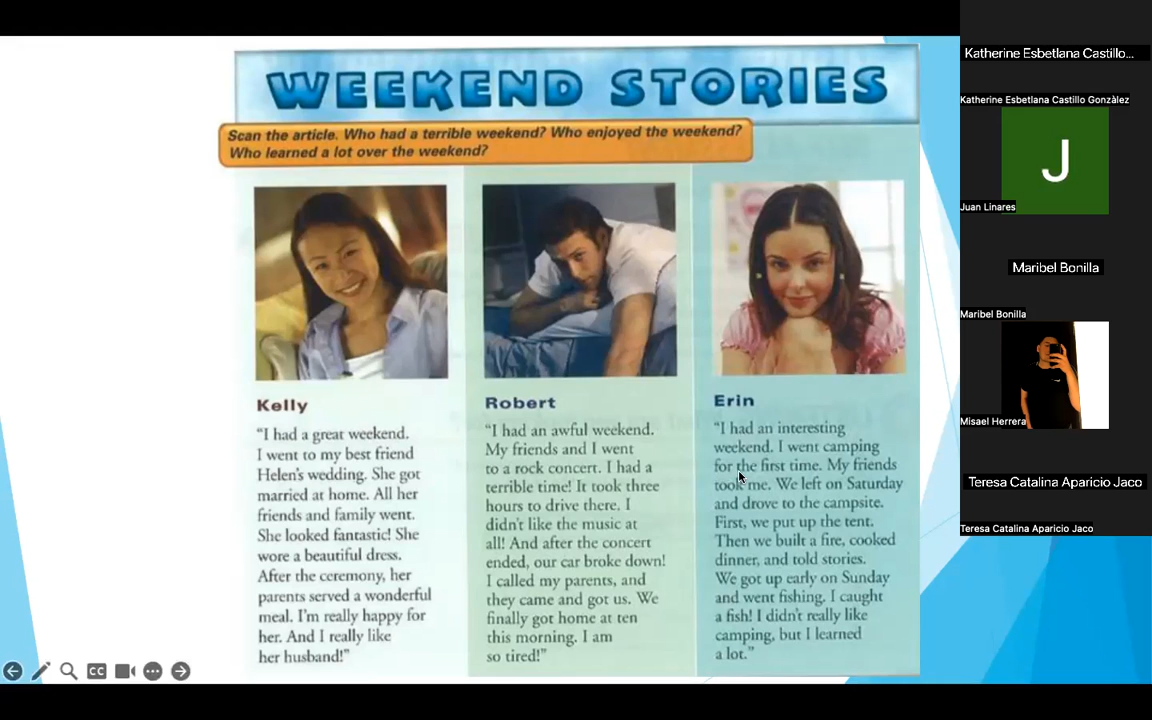 WEEKEND STORIES
Scan the article. Who had a terrible weekend? Who enjoyed the weekend?
Who learned a lot over the weekend?
Kelly
“I had a great weekend.
I went to my best friend
Helen's wedding. She got
married at home. All her
friends and family went.
She looked fantastic! She
wore a beautiful dress.
After the ceremony, her
parents served a wonderful
meal. I'm really happy for
her. And I really like
her husband!”
Robert
“I had an awful weekend.
My friends and I went
to a rock concert. I had a
terrible time! It took three
hours to drive there. I
didn't like the music at
all! And after the concert
ended, our car broke down!
I called my parents, and
they came and got us. We
finally got home at ten
this morning. I am
so tired!”
Erin
“I had an interesting
weekend. I went camping
for the first time. My friends
took me. We left on Saturday
and drove to the campsite.
First, we put up the tent.
Then we built a fire, cooked
dinner, and told stories.
We got up early on Sunday
and went fishing. I caught
a fish! I didn't really like
camping, but I learned
a lot.”
CC
Katherine Esbetlana Castillo...
Katherine Esbetlana Castillo Gonzàlez
J
Juan Linares
Maribel Bonilla
Maribel Bonilla
Misael Herrera
Teresa Catalina Aparicio Jaco
Teresa Catalina Aparicio Jaco